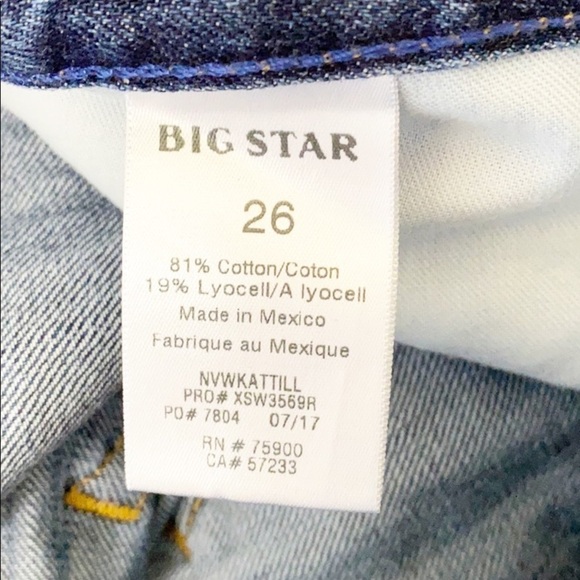 BIG STAR
26
81% Cotton/Coton
19% Lyocell/A lyocell
Made in Mexico
Fabrique au Mexique
NVWKATTILL
PRO# XSW3569R
PO# 7804 07/17
RN # 75900
CA# 57233